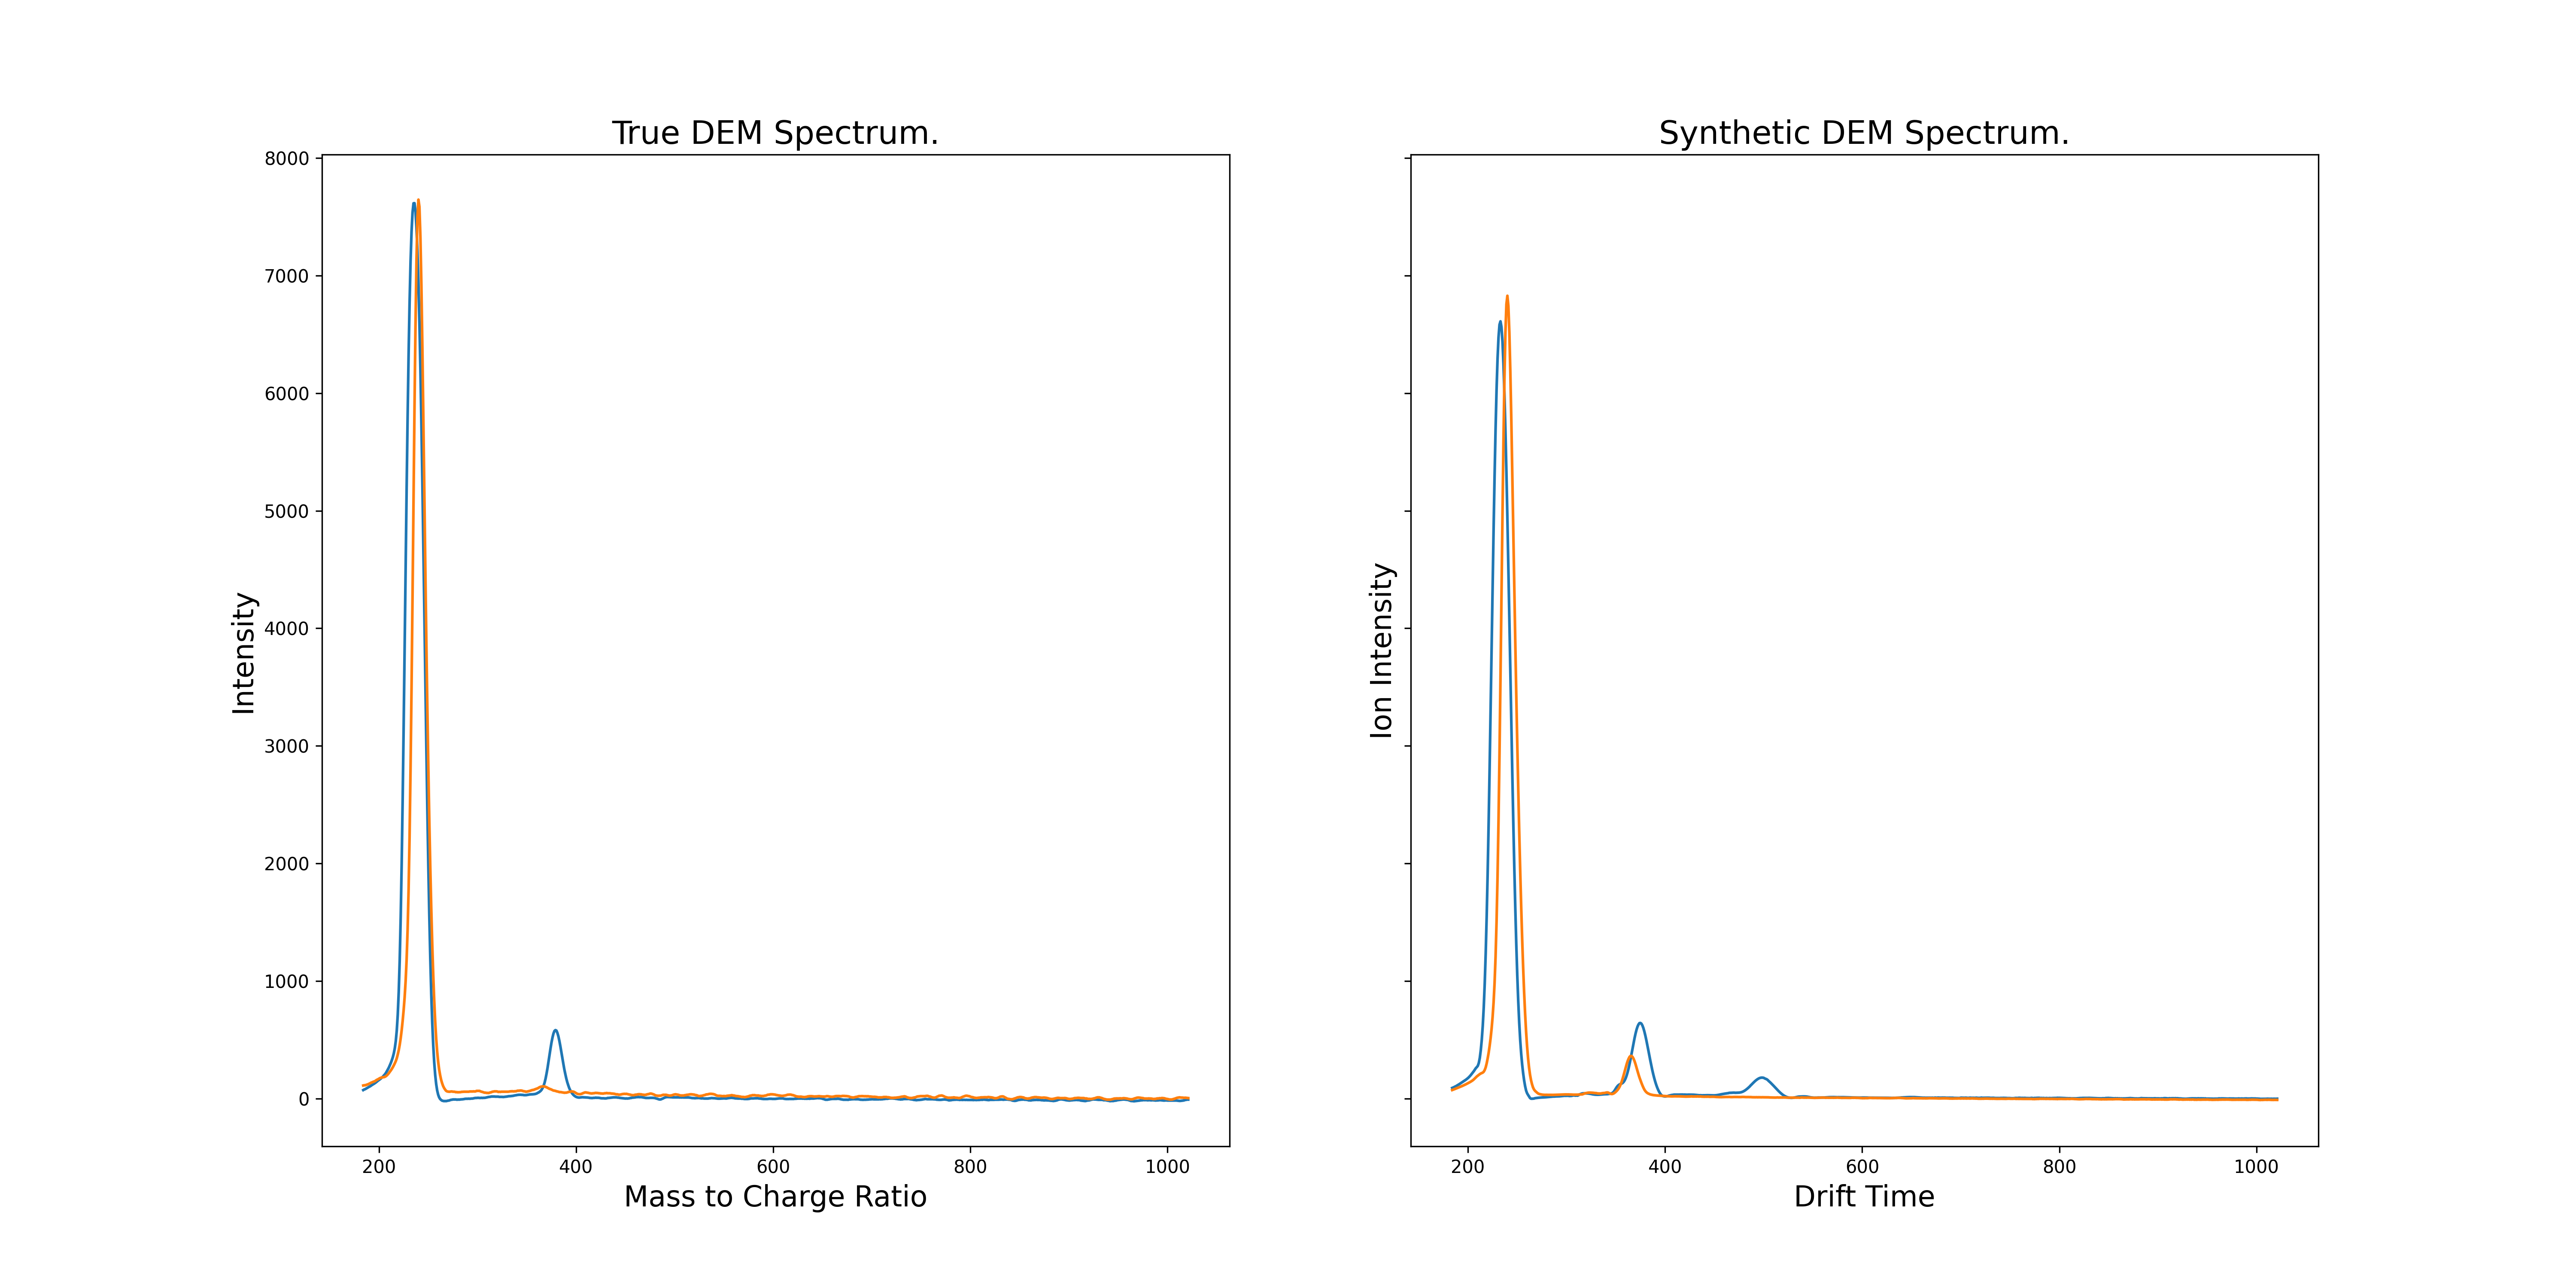 True DEM Spectrum.
8000
7000
6000
5000
4000
3000
2000
1000
0
Intensity
200 400 600 800 1000
Mass to Charge Ratio
Synthetic DEM Spectrum.
Ion Intensity
200 400 600 800 1000
Drift Time